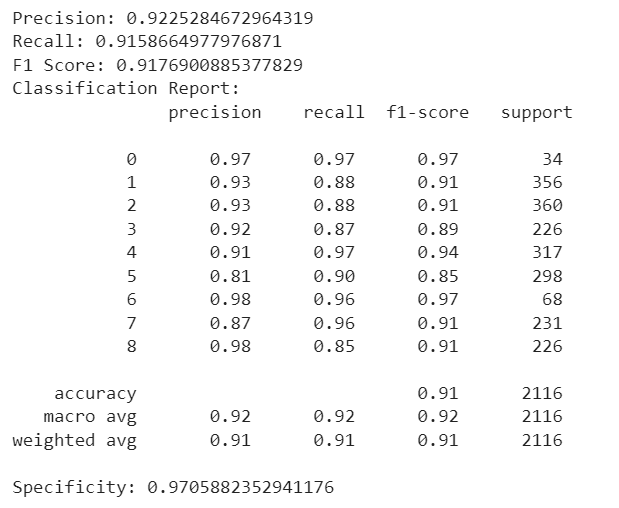 Precision: 0.9225284672964319
Recall: 0.9158664977976871
F1 Score: 0.9176900885377829
Classification Report:
precision recall f1-score support
0 0.97 0.97 0.97 34
1 0.93 0.88 0.91 356
2 0.93 0.88 0.91 360
3 0.92 0.87 0.89 226
4 0.91 0.97 0.94 317
5 0.81 0.90 0.85 298
6 0.98 0.96 0.97 68
7 0.87 0.96 0.91 231
8 0.98 0.85 0.91 226
accuracy 0.91 2116
macro avg 0.92 0.92 0.92 2116
weighted avg 0.91 0.91 0.91 2116
Specificity: 0.9705882352941176